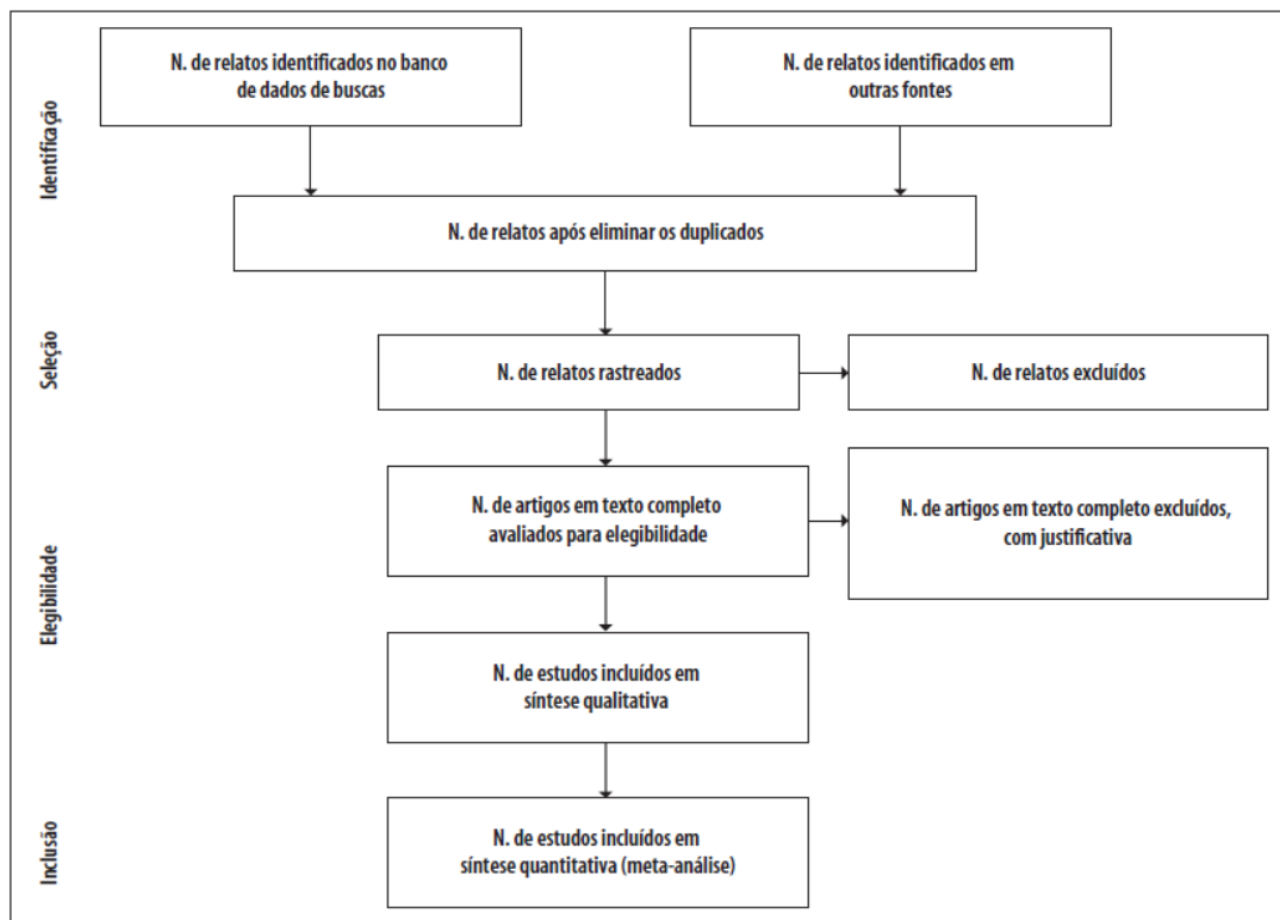 Identificação
N. de relatos identificados no banco
de dados de buscas
N. de relatos identificados em
outras fontes
N. de relatos após eliminar os duplicados
Seleção
N. de relatos rastreados
N. de relatos excluídos
Elegibilidade
N. de artigos em texto completo
avaliados para elegibilidade
N. de artigos em texto completo excluídos,
com justificativa
N. de estudos incluídos em
síntese qualitativa
Inclusão
N. de estudos incluídos em
síntese quantitativa (meta-análise)